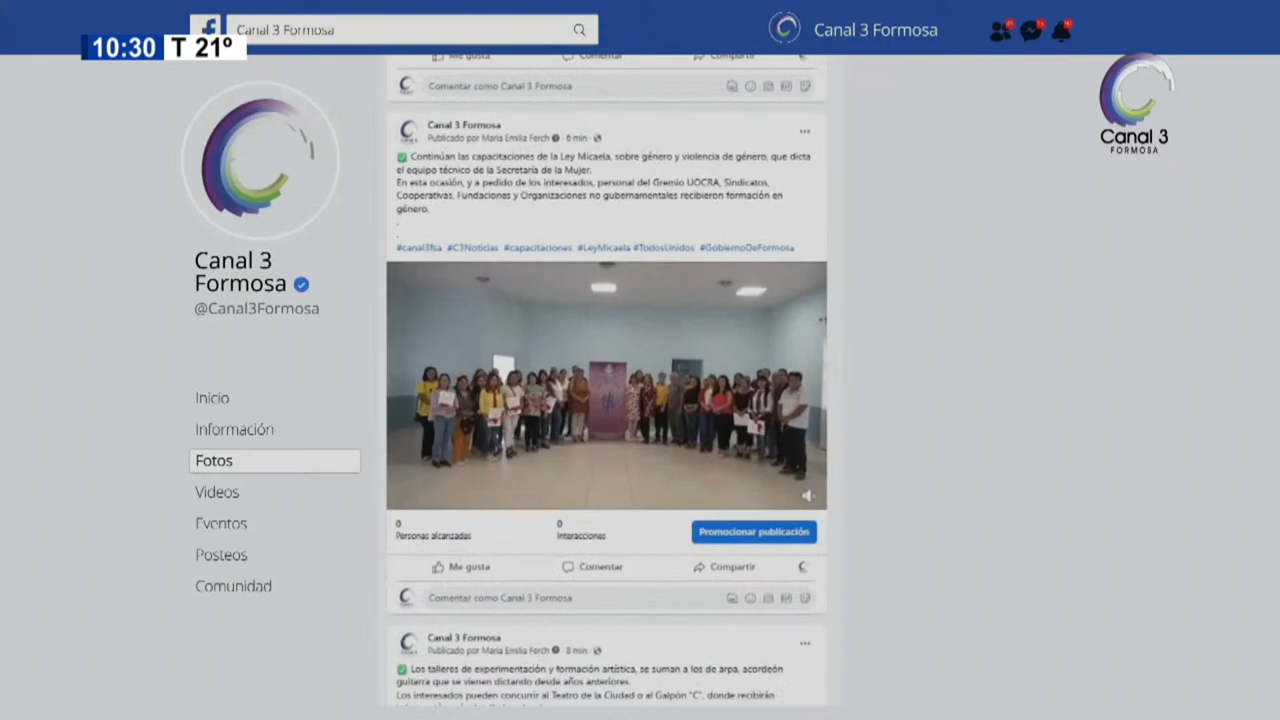 Canal 3 Formosa
Canal 3 Formosa
10:30 T 21º
Canal 3
FORMOSA
Canal 3
Formosa
@Canal3Formosa
Inicio
Información
Fotos
Videos
Eventos
Posteos
Comunidad
Me gusta Comentar Compartir
Comentar como Canal 3 Formosa
Canal 3 Formosa
Publicado por Maria Emilia Ferch · 6 min ·
Continúan las capacitaciones de la Ley Micaela, sobre género y violencia de género, que dicta
el equipo técnico de la Secretaría de la Mujer.
En esta ocasión, y a pedido de los interesados, personal del Gremio UOCRA, Sindicatos,
Cooperativas, Fundaciones y Organizaciones no gubernamentales recibieron formación en
género.
.
.
#canal3fsa #C3Noticias #capacitaciones #LeyMicaela #TodosUnidos #GobiernoDeFormosa
0 0
Personas alcanzadas Interacciones
Promocionar publicación
Me gusta Comentar Compartir
Comentar como Canal 3 Formosa
Canal 3 Formosa
Publicado por Maria Emilia Ferch · 8 min ·
Los talleres de experimentación y formación artística, se suman a los de arpa, acordeón
guitarra que se vienen dictando desde años anteriores.
Los interesados pueden concurrir al Teatro de la Ciudad o al Galpón "C", donde recibirán